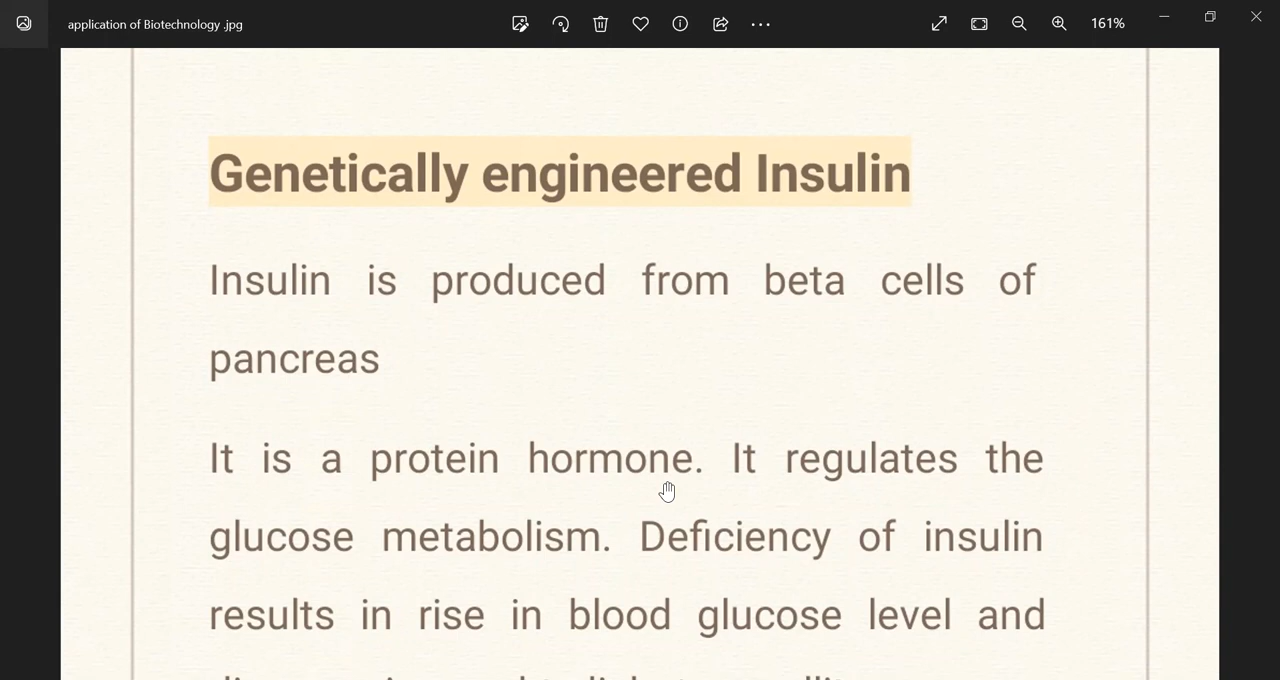 application of Biotechnology .jpg
161%
Genetically engineered Insulin
Insulin is produced from beta cells of
pancreas
It is a protein hormone. It regulates the
glucose metabolism. Deficiency of insulin
results in rise in blood glucose level and